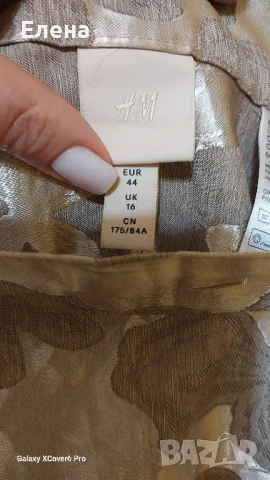 Елена
H&M
EUR
44
UK
16
CN
175/84A
Galaxy XCover6 Pro
BAZAR